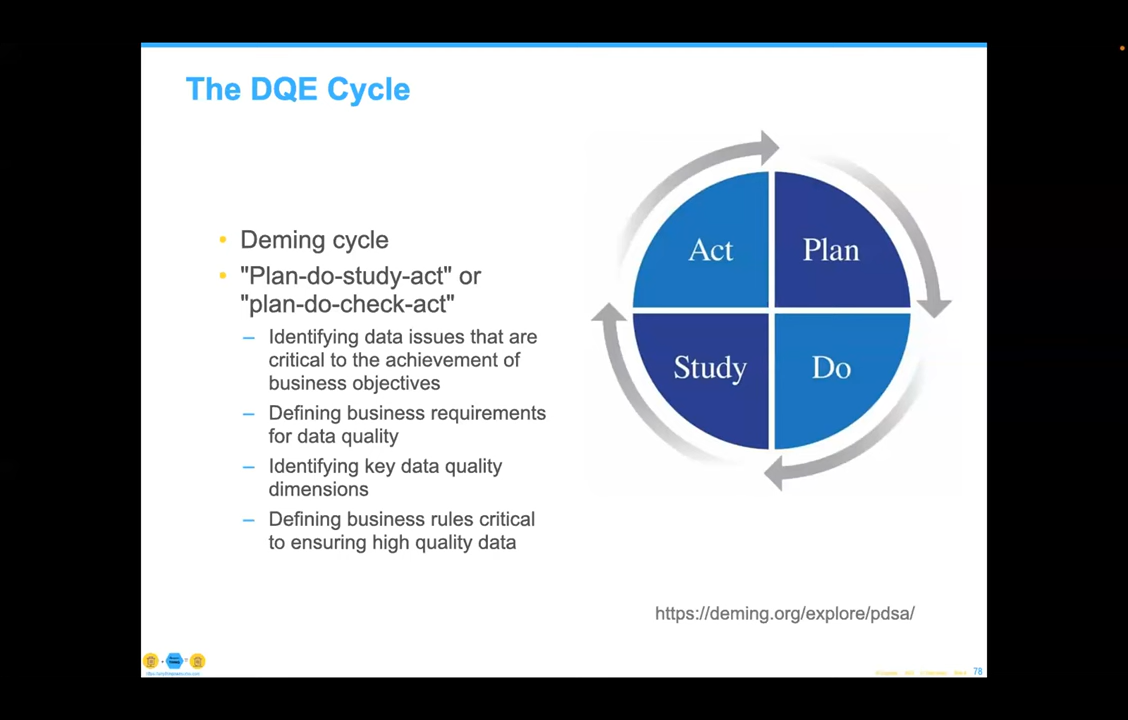 The DQE Cycle
• Deming cycle
• "Plan-do-study-act" or
"plan-do-check-act"
– Identifying data issues that are
critical to the achievement of
business objectives
– Defining business requirements
for data quality
– Identifying key data quality
dimensions
– Defining business rules critical
to ensuring high quality data
Act
Plan
Study
Do
https://deming.org/explore/pdsa/
78